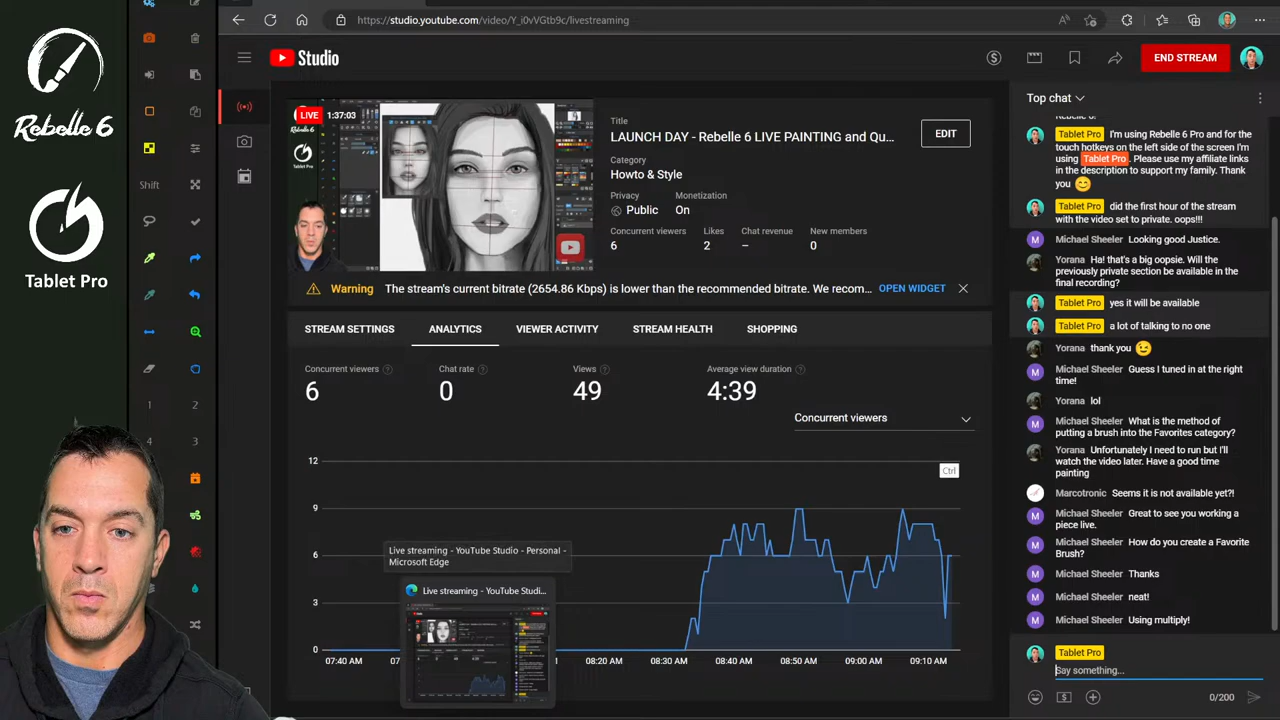 https://studio.youtube.com/video/Y_i0vVGtb9c/livestreaming
Rebelle 6
Tablet Pro
Shift
1
2
4
3
Studio
END STREAM
LIVE
1:37:03
Title
LAUNCH DAY - Rebelle 6 LIVE PAINTING and Qu...
EDIT
Category
Howto & Style
Privacy
Monetization
Public
On
Concurrent viewers
Likes
Chat revenue
New members
6
2
–
0
Warning
The stream's current bitrate (2654.86 Kbps) is lower than the recommended bitrate. We recom...
OPEN WIDGET
STREAM SETTINGS
ANALYTICS
VIEWER ACTIVITY
STREAM HEALTH
SHOPPING
Concurrent viewers
6
Chat rate
0
Views
49
Average view duration
4:39
Concurrent viewers
12
9
6
3
0
Ctrl
Live streaming - YouTube Studio - Personal -
Microsoft Edge
Live streaming - YouTube Studi...
07:40 AM
08:20 AM
08:30 AM
08:40 AM
08:50 AM
09:00 AM
09:10 AM
Top chat
Rebelle 6.
Tablet Pro I'm using Rebelle 6 Pro and for the
touch hotkeys on the left side of the screen I'm
using Tablet Pro. Please use my affiliate links
in the description to support my family. Thank
you 😊
Tablet Pro did the first hour of the
stream with the video set to private. oops!!!
Michael Sheeler Looking good Justice.
Yorana Ha! that's a big oopsie. Will the
previously private section be available in the
final recording?
Tablet Pro yes it will be available
Tablet Pro a lot of talking to no one
Yorana thank you 😉
Michael Sheeler Guess I tuned in at the right
time!
Yorana lol
Michael Sheeler What is the method of
putting a brush into the Favorites category?
Yorana Unfortunately I need to run but I'll
watch the video later. Have a good time
painting
Marcotronic Seems it is not available yet?!
Michael Sheeler Great to see you working a
piece live.
Michael Sheeler How do you create a Favorite
Brush?
Michael Sheeler Thanks
Michael Sheeler neat!
Michael Sheeler Using multiply!
Tablet Pro
Say something...
0/200